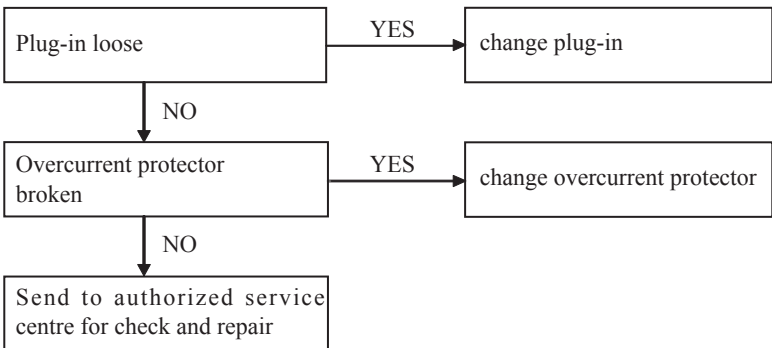 Plug-in loose
YES
change plug-in
NO
Overcurrent protector
broken
YES
change overcurrent protector
NO
Send to authorized service
centre for check and repair